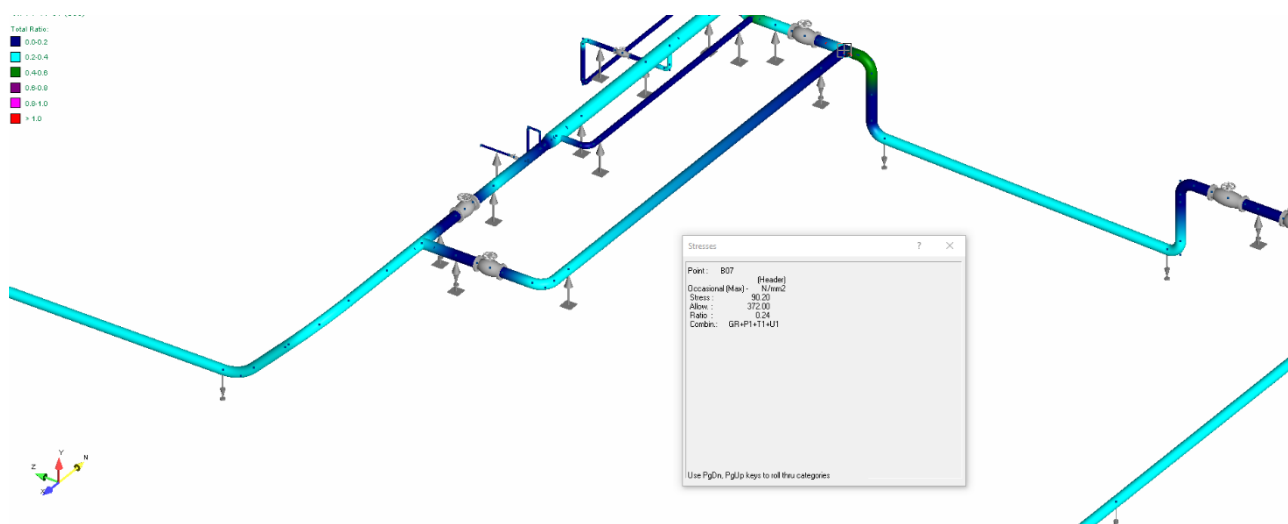 Total Ratio:
0.0-0.2
0.2-0.4
0.4-0.6
0.6-0.8
0.8-1.0
> 1.0
Stresses ? ×
Point : B07
(Header)
Occasional (Max) - N/mm2
Stress : 90.20
Allow. : 372.00
Ratio : 0.24
Combin.: GR+P1+T1+U1
Use PgDn, PgUp keys to roll thru categories
Y
Z
N
X